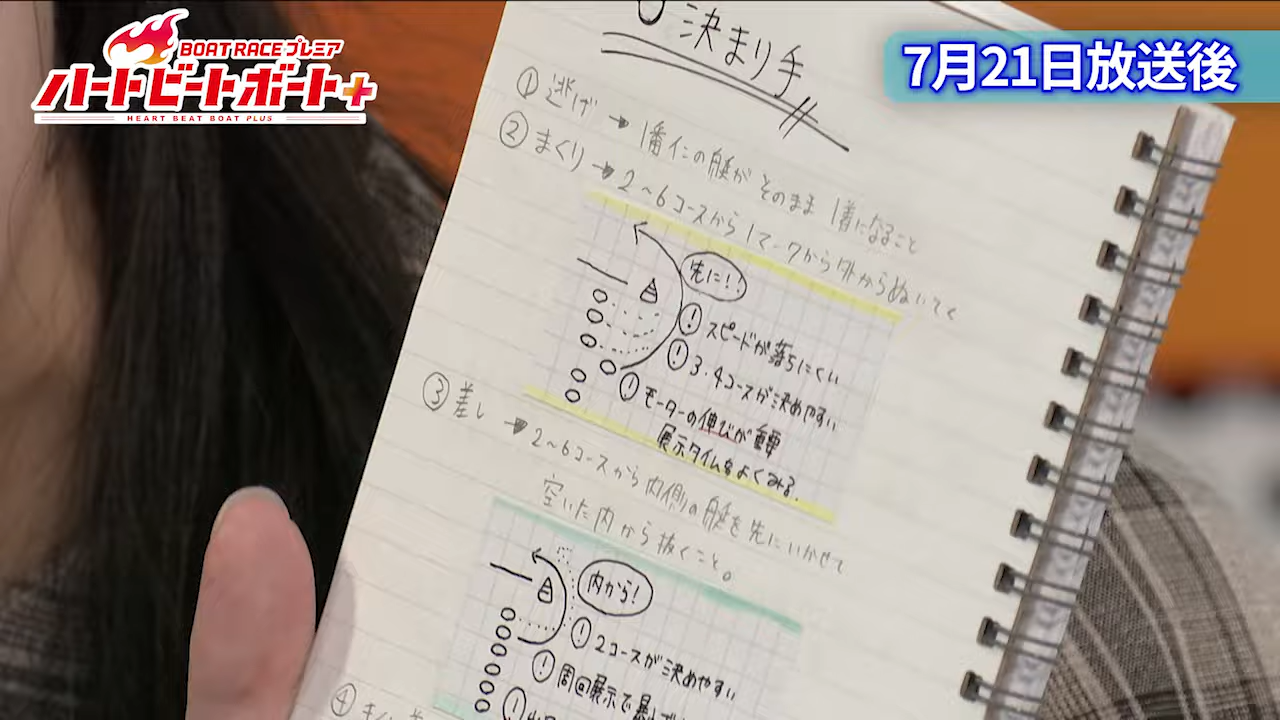 BOAT RACEプレミア
ハートビートボート+
HEART BEAT BOAT PLUS
7月21日放送後
決まり手
① 逃げ → 1番仁の艇が そのまま 1着になること
② まくり → 2〜6コースから1マークから外からぬいてく
先に!!
! スピードが落ちにくい
! 3.4コースが決めやすい
! モーターの伸びが重要
展示タイムをよくみる.
③ 差し → 2〜6コースから内側の艇を先にいかせて
空いた内から抜くこと。
内から!
! 2コースが決めやすい
! 周回展示で
④